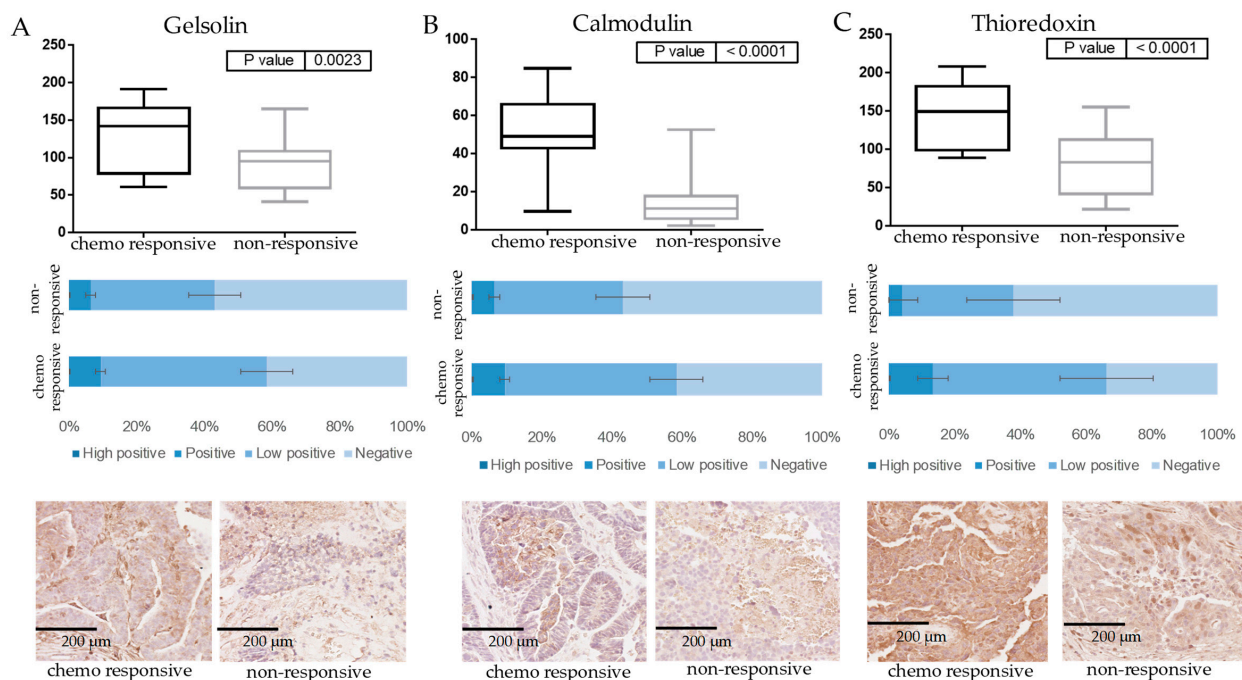 A Gelsolin
P value 0.0023
250
200
150
100
50
0
chemo responsive non-responsive
non-
responsive
chemo
responsive
0% 20% 40% 60% 80% 100%
High positive Positive Low positive Negative
200 µm
200 µm
chemo responsive non-responsive
B Calmodulin
P value < 0.0001
100
80
60
40
20
0
chemo responsive non-responsive
non-
responsive
chemo
responsive
0% 20% 40% 60% 80% 100%
High positive Positive Low positive Negative
200 µm
200 µm
chemo responsive non-responsive
C Thioredoxin
P value < 0.0001
250
200
150
100
50
0
chemo responsive non-responsive
non-
responsive
chemo
responsive
0% 20% 40% 60% 80% 100%
High positive Positive Low positive Negative
200 µm
200 µm
chemo responsive non-responsive